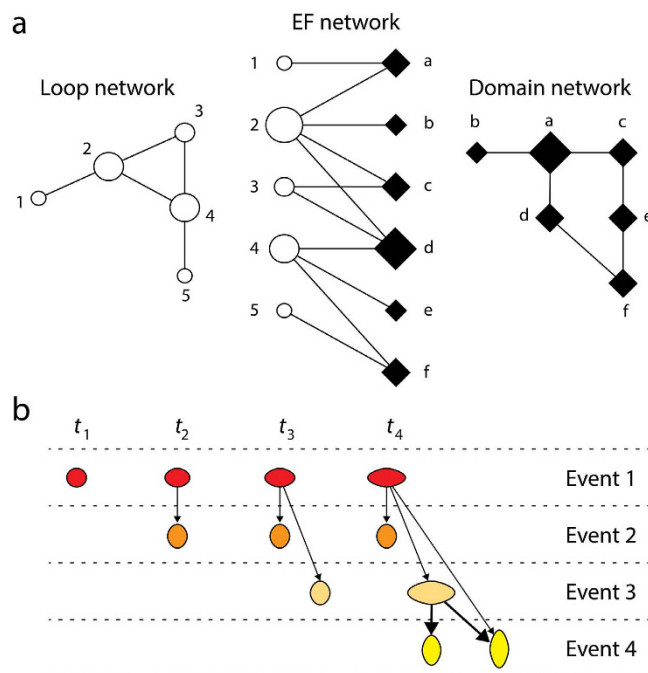 a
EF network
Loop network
Domain network
1
2
3
4
5
1
2
3
4
5
a
b
c
d
e
f
b
a
c
d
e
f
b
t1 t2 t3 t4
Event 1
Event 2
Event 3
Event 4